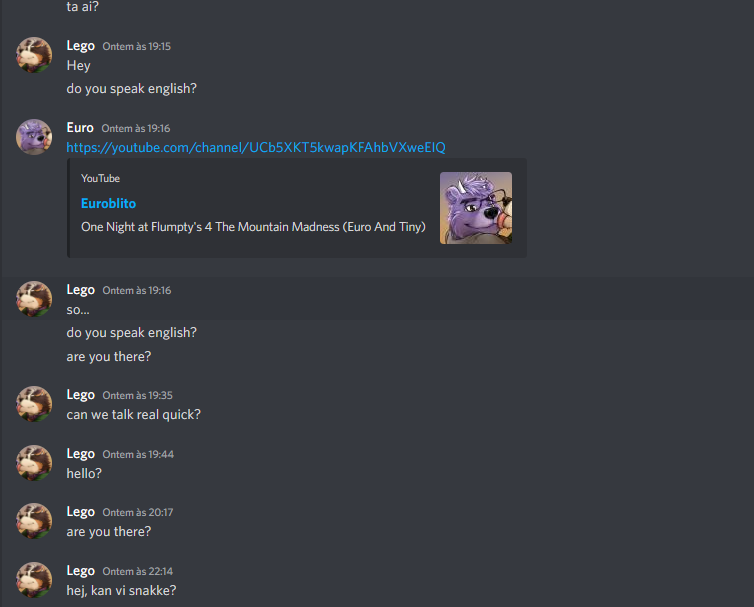 ta ai?
Lego Ontem às 19:15
Hey
do you speak english?
Euro Ontem às 19:16
https://youtube.com/channel/UCb5XKT5kwapKFAhbVXweEIQ
YouTube
Euroblito
One Night at Flumpty's 4 The Mountain Madness (Euro And Tiny)
Lego Ontem às 19:16
so...
do you speak english?
are you there?
Lego Ontem às 19:35
can we talk real quick?
Lego Ontem às 19:44
hello?
Lego Ontem às 20:17
are you there?
Lego Ontem às 22:14
hej, kan vi snakke?